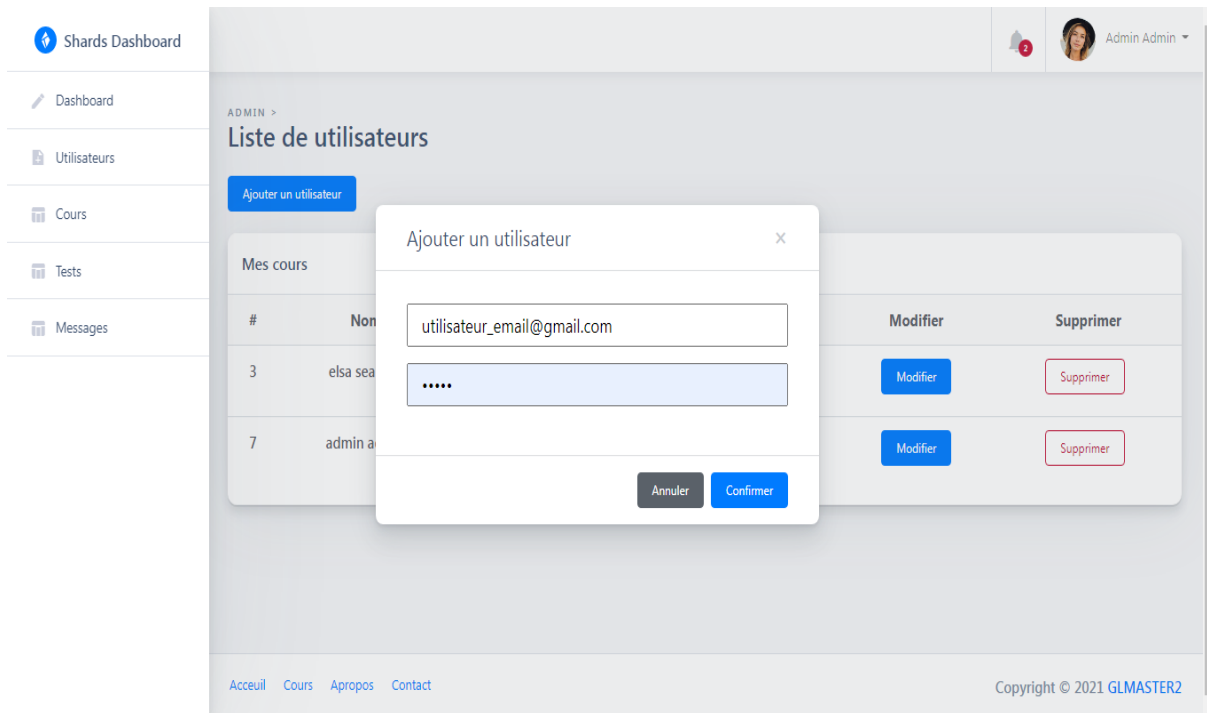 Shards Dashboard
2
Admin Admin
Dashboard
Utilisateurs
Cours
Tests
Messages
ADMIN >
Liste de utilisateurs
Ajouter un utilisateur
Ajouter un utilisateur ×
utilisateur_email@gmail.com
•••••
Annuler Confirmer
Mes cours
# Modifier Supprimer
3 elsa Modifier Supprimer
7 admin Modifier Supprimer
Acceuil Cours Apropos Contact
Copyright © 2021 GLMASTER2